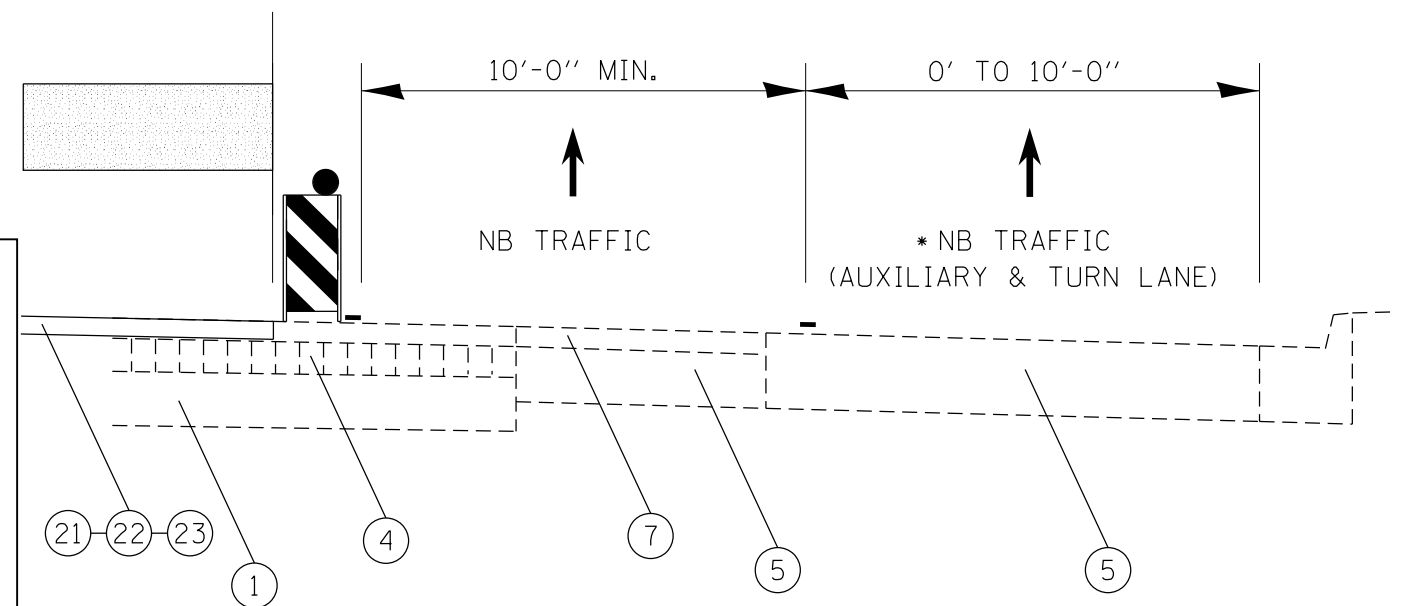 10'-0" MIN.
0' TO 10'-0"
NB TRAFFIC
* NB TRAFFIC
(AUXILIARY & TURN LANE)
21 22 23
4
7
5
5
1